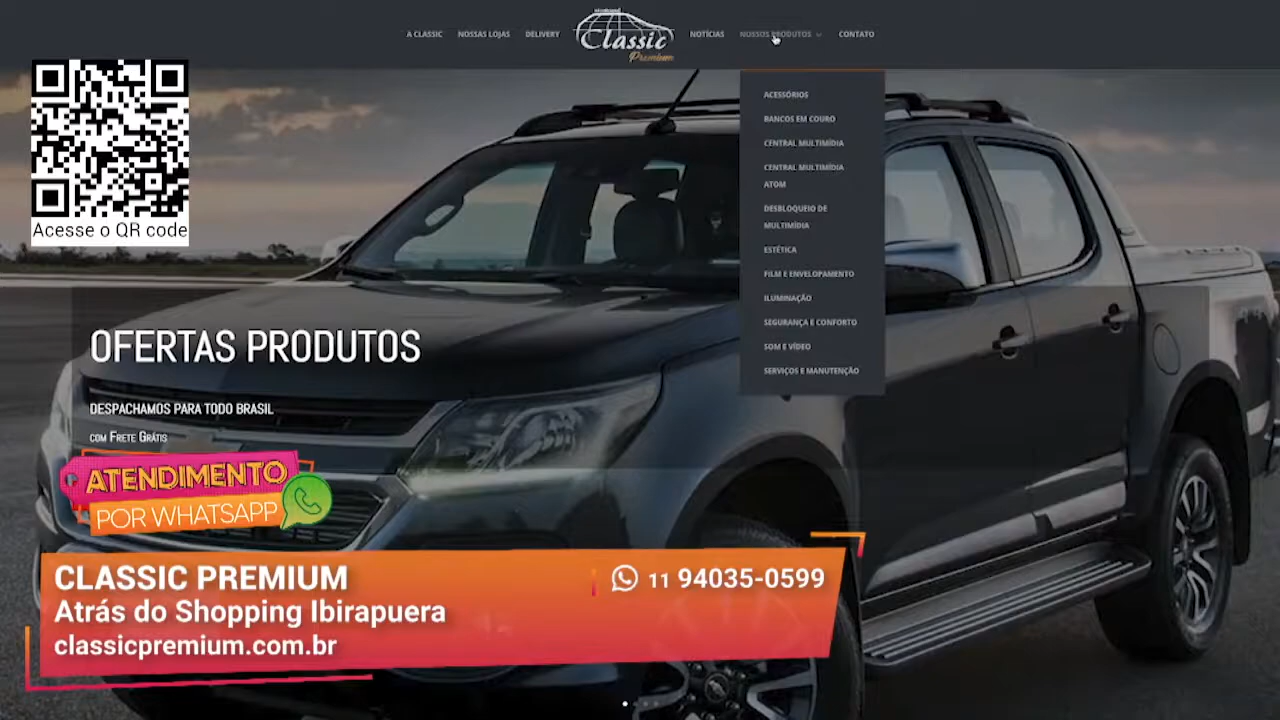 A CLASSIC
NOSSAS LOJAS
DELIVERY
Classic
Premium
NOTÍCIAS
NOSSOS PRODUTOS
CONTATO
ACESSÓRIOS
BANCOS EM COURO
CENTRAL MULTIMÍDIA
CENTRAL MULTIMÍDIA
ATOM
DESBLOQUEIO DE
MULTIMÍDIA
ESTÉTICA
FILM E ENVELOPAMENTO
ILUMINAÇÃO
SEGURANÇA E CONFORTO
SOM E VÍDEO
SERVIÇOS E MANUTENÇÃO
Acesse o QR code
OFERTAS PRODUTOS
DESPACHAMOS PARA TODO BRASIL
COM FRETE GRÁTIS
ATENDIMENTO
POR WHATSAPP
CLASSIC PREMIUM
11 94035-0599
Atrás do Shopping Ibirapuera
classicpremium.com.br